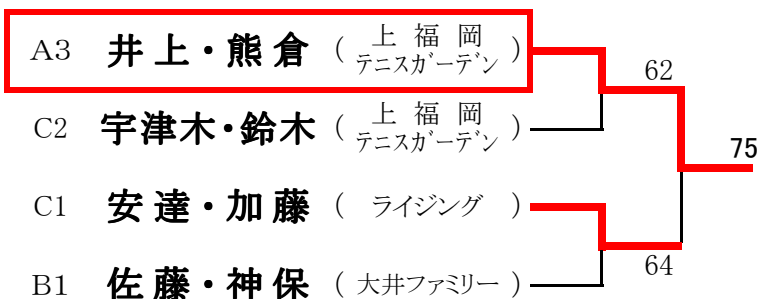 A3 井上・熊倉 ( 上福岡 テニスガーデン )
62
C2 宇津木・鈴木 ( 上福岡 テニスガーデン )
75
C1 安達・加藤 ( ライジング )
64
B1 佐藤・神保 ( 大井ファミリー )